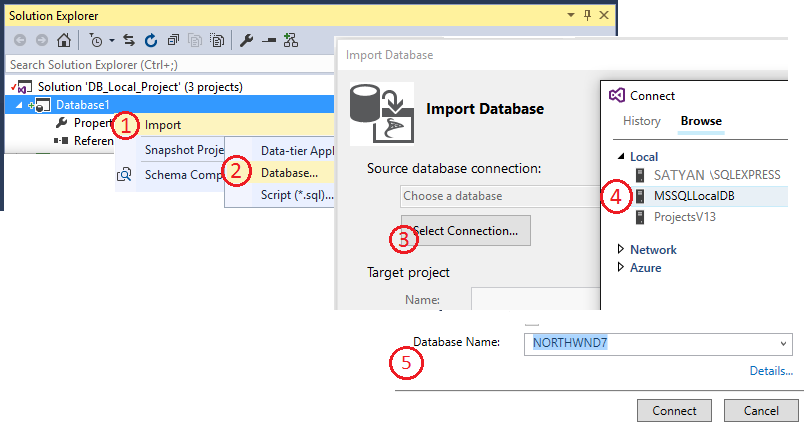 Solution Explorer
Search Solution Explorer (Ctrl+;)
Solution 'DB_Local_Project' (3 projects)
Database1
Propert
Referen
1
Import
Snapshot Proje
Schema Comp
2
Data-tier Appl
Database...
Script (*.sql)...
Import Database
Import Database
Source database connection:
Choose a database
3
Select Connection...
Target project
Name:
Connect
History
Browse
Local
SATYAN \SQLEXPRESS
4
MSSQLLocalDB
ProjectsV13
Network
Azure
5
Database Name:
NORTHWND7
Details...
Connect
Cancel